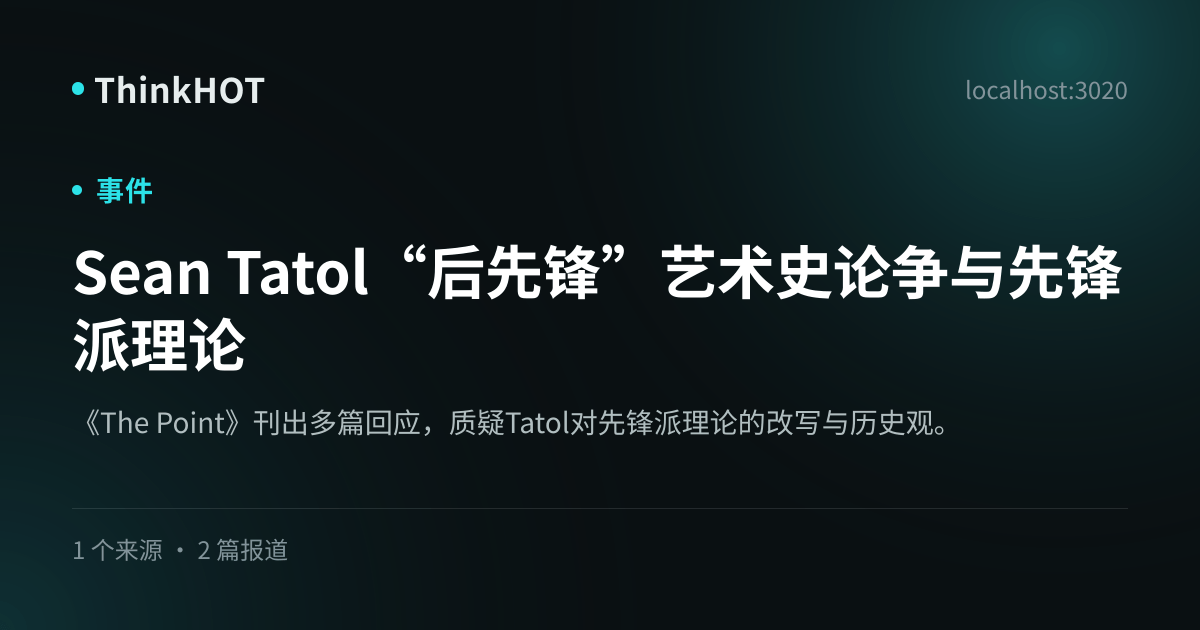 ThinkHOT
localhost:3020
事件
Sean Tatol“后先锋”艺术史论争与先锋
派理论
《The Point》刊出多篇回应，质疑Tatol对先锋派理论的改写与历史观。
1 个来源 · 2 篇报道